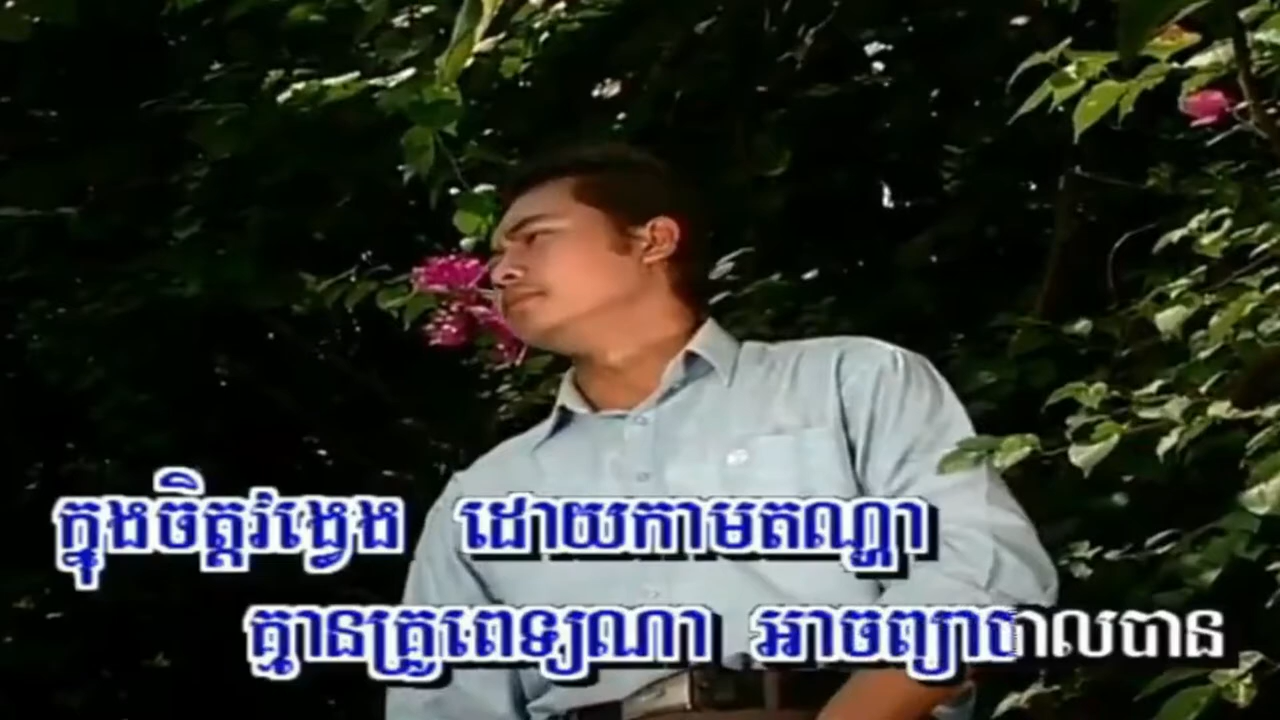 ក្នុងចិត្តវង្វេង ដោយកាមតណ្ហា
គ្មានគ្រូពេទ្យណា អាចព្យាបាលបាន